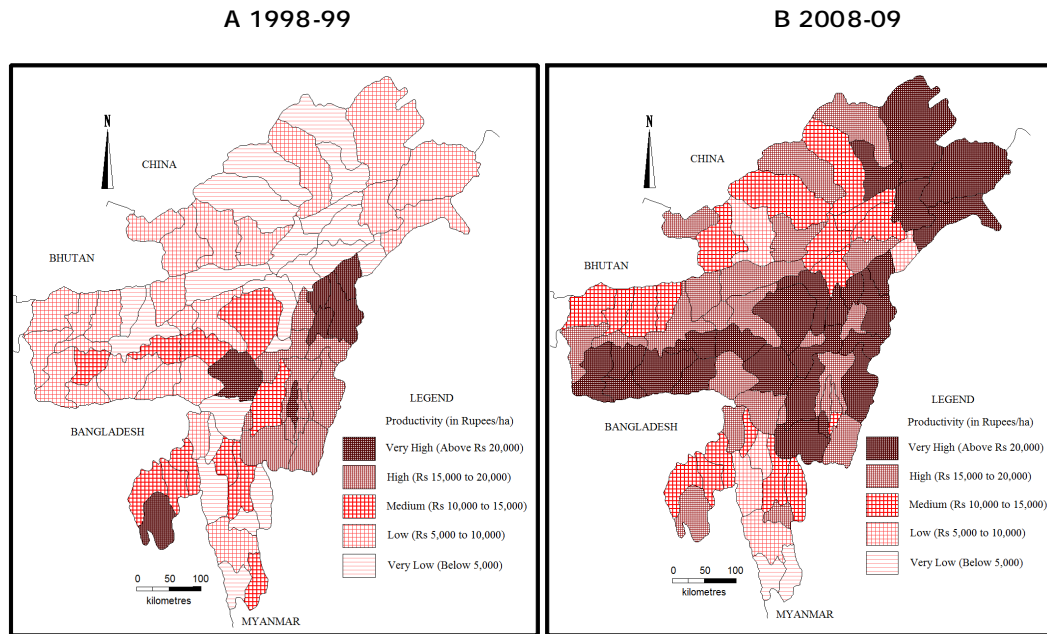 A 1998-99
B 2008-09
N
CHINA
BHUTAN
BANGLADESH
LEGEND
Productivity (in Rupees/ha)
Very High (Above Rs 20,000)
High (Rs 15,000 to 20,000)
Medium (Rs 10,000 to 15,000)
Low (Rs 5,000 to 10,000)
Very Low (Below 5,000)
0 50 100
kilometres
MYANMAR
N
CHINA
BHUTAN
BANGLADESH
LEGEND
Productivity (in Rupees/ha)
Very High (Above Rs 20,000)
High (Rs 15,000 to 20,000)
Medium (Rs 10,000 to 15,000)
Low (Rs 5,000 to 10,000)
Very Low (Below 5,000)
0 50 100
kilometres
MYANMAR